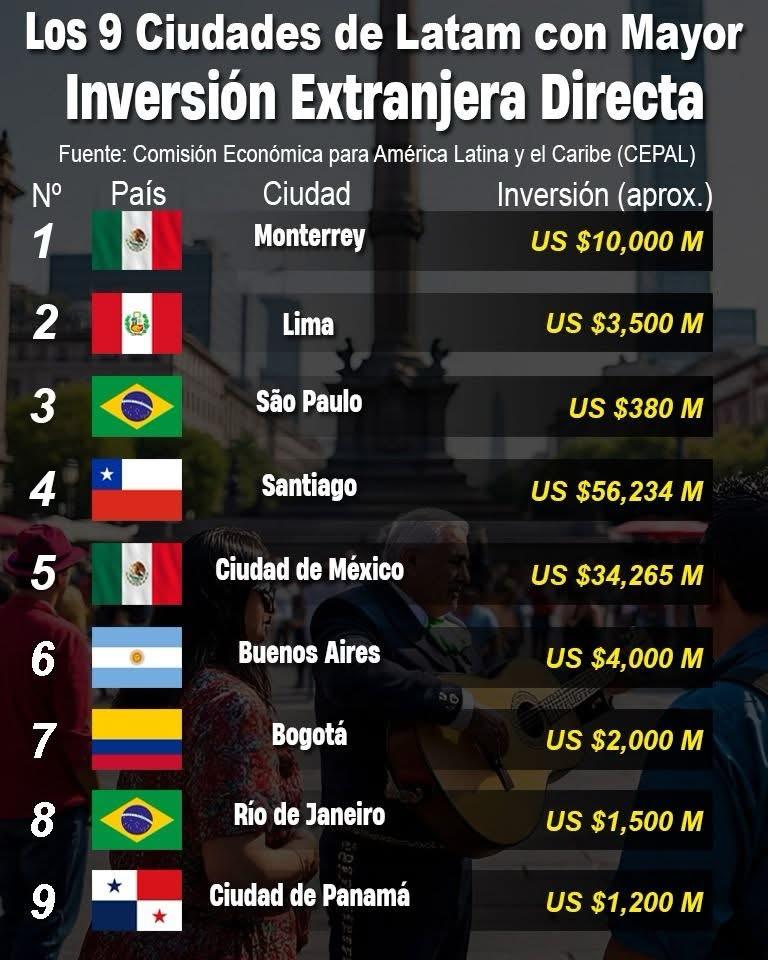 Los 9 Ciudades de Latam con Mayor
Inversión Extranjera Directa
Fuente: Comisión Económica para América Latina y el Caribe (CEPAL)
Nº País Ciudad Inversión (aprox.)
1 Monterrey US $10,000 M
2 Lima US $3,500 M
3 São Paulo US $380 M
4 Santiago US $56,234 M
5 Ciudad de México US $34,265 M
6 Buenos Aires US $4,000 M
7 Bogotá US $2,000 M
8 Río de Janeiro US $1,500 M
9 Ciudad de Panamá US $1,200 M